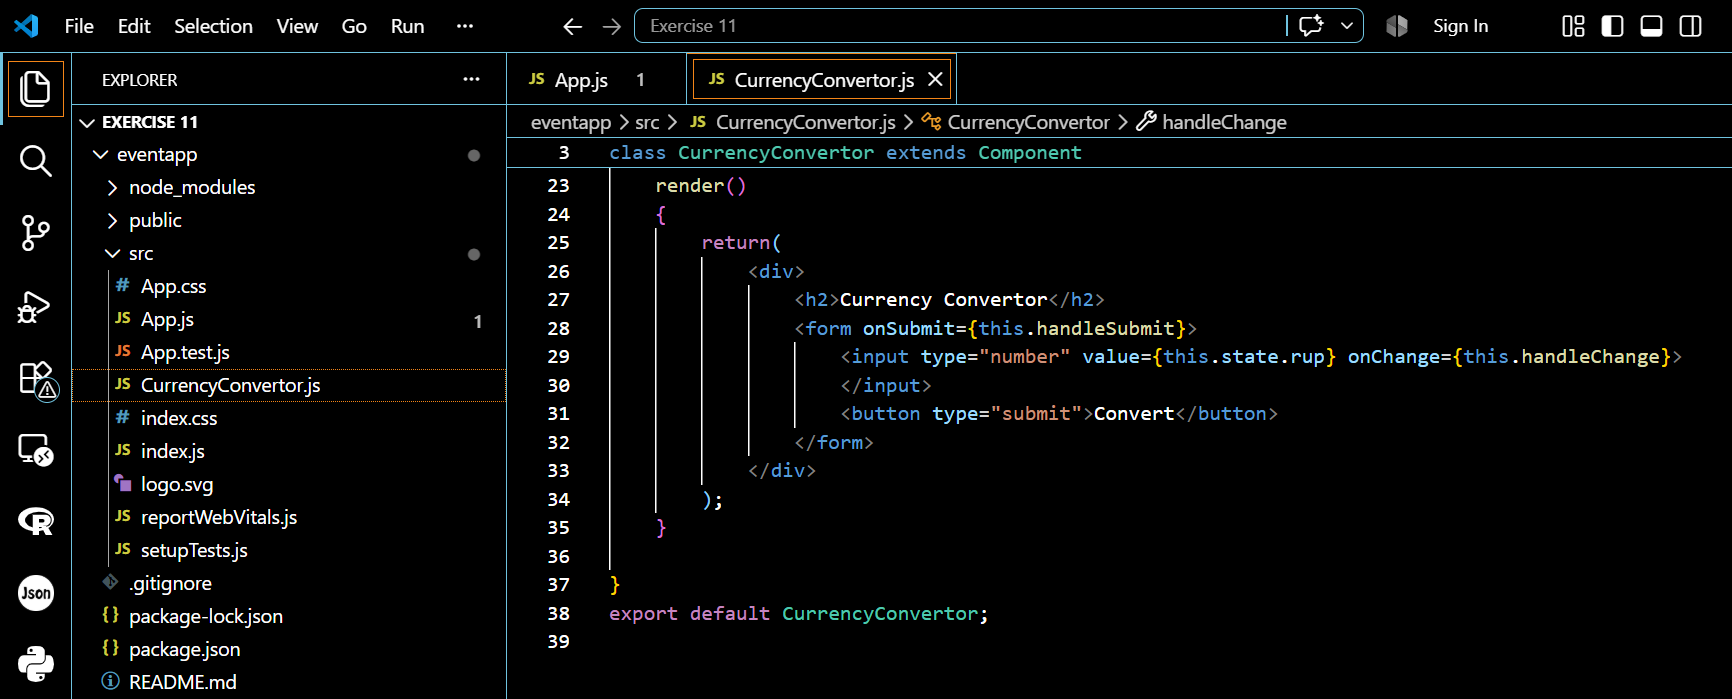 File Edit Selection View Go Run ···
Exercise 11
Sign In
EXPLORER ···
JS App.js 1
JS CurrencyConvertor.js
eventapp > src > JS CurrencyConvertor.js > CurrencyConvertor > handleChange
EXERCISE 11
eventapp
node_modules
public
src
# App.css
JS App.js 1
JS App.test.js
JS CurrencyConvertor.js
# index.css
JS index.js
logo.svg
JS reportWebVitals.js
JS setupTests.js
.gitignore
{} package-lock.json
{} package.json
README.md
R
Json
3 class CurrencyConvertor extends Component
23 render()
24 {
25 return(
26 <div>
27 <h2>Currency Convertor</h2>
28 <form onSubmit={this.handleSubmit}>
29 <input type="number" value={this.state.rup} onChange={this.handleChange}>
30 </input>
31 <button type="submit">Convert</button>
32 </form>
33 </div>
34 );
35 }
36
37 }
38 export default CurrencyConvertor;
39